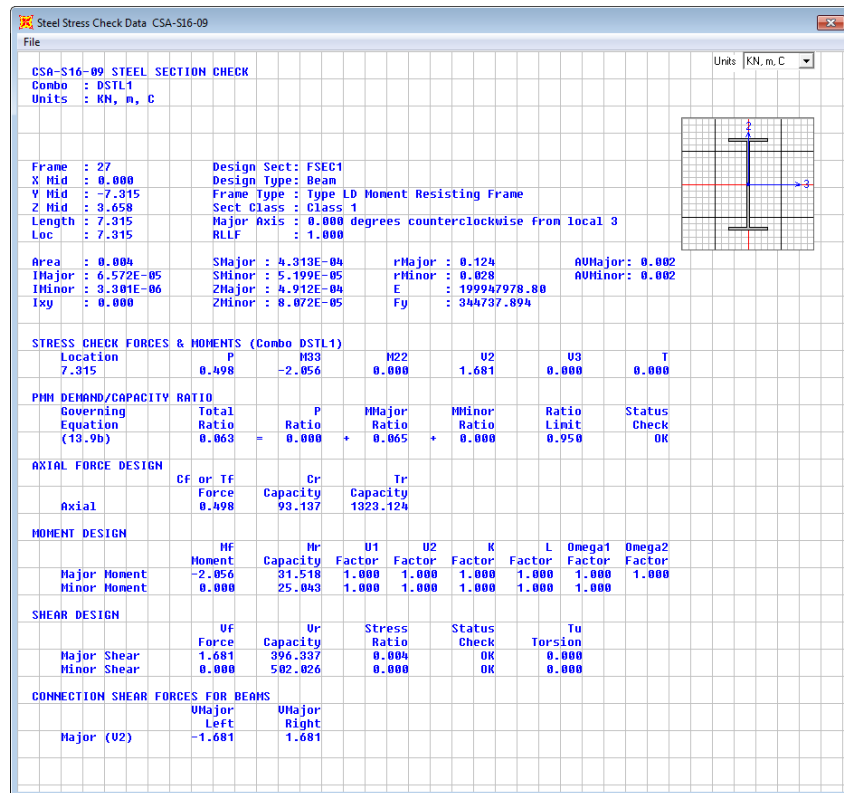 Steel Stress Check Data CSA-S16-09
File
Units KN, m, C
CSA-S16-09 STEEL SECTION CHECK
Combo : DSTL1
Units : KN, m, C
2
3
Frame : 27 Design Sect: FSEC1
X Mid : 0.000 Design Type: Beam
Y Mid : -7.315 Frame Type : Type LD Moment Resisting Frame
Z Mid : 3.658 Sect Class : Class 1
Length : 7.315 Major Axis : 0.000 degrees counterclockwise from local 3
Loc : 7.315 RLLF : 1.000
Area : 0.004 SMajor : 4.313E-04 rMajor : 0.124 AVMajor: 0.002
IMajor : 6.572E-05 SMinor : 5.199E-05 rMinor : 0.028 AVMinor: 0.002
IMinor : 3.301E-06 ZMajor : 4.912E-04 E : 199947978.80
Ixy : 0.000 ZMinor : 8.072E-05 Fy : 344737.894
STRESS CHECK FORCES & MOMENTS (Combo DSTL1)
Location P M33 M22 V2 V3 T
7.315 0.498 -2.056 0.000 1.681 0.000 0.000
PMM DEMAND/CAPACITY RATIO
Governing Total P MMajor MMinor Ratio Status
Equation Ratio Ratio Ratio Ratio Limit Check
(13.9b) 0.063 = 0.000 + 0.065 + 0.000 0.950 OK
AXIAL FORCE DESIGN
Cf or Tf Cr Tr
Force Capacity Capacity
Axial 0.498 93.137 1323.124
MOMENT DESIGN
Mf Mr U1 U2 K L Omega1 Omega2
Moment Capacity Factor Factor Factor Factor Factor Factor
Major Moment -2.056 31.518 1.000 1.000 1.000 1.000 1.000 1.000
Minor Moment 0.000 25.043 1.000 1.000 1.000 1.000 1.000
SHEAR DESIGN
Vf Vr Stress Status Tu
Force Capacity Ratio Check Torsion
Major Shear 1.681 396.337 0.004 OK 0.000
Minor Shear 0.000 502.026 0.000 OK 0.000
CONNECTION SHEAR FORCES FOR BEAMS
VMajor VMajor
Left Right
Major (V2) -1.681 1.681